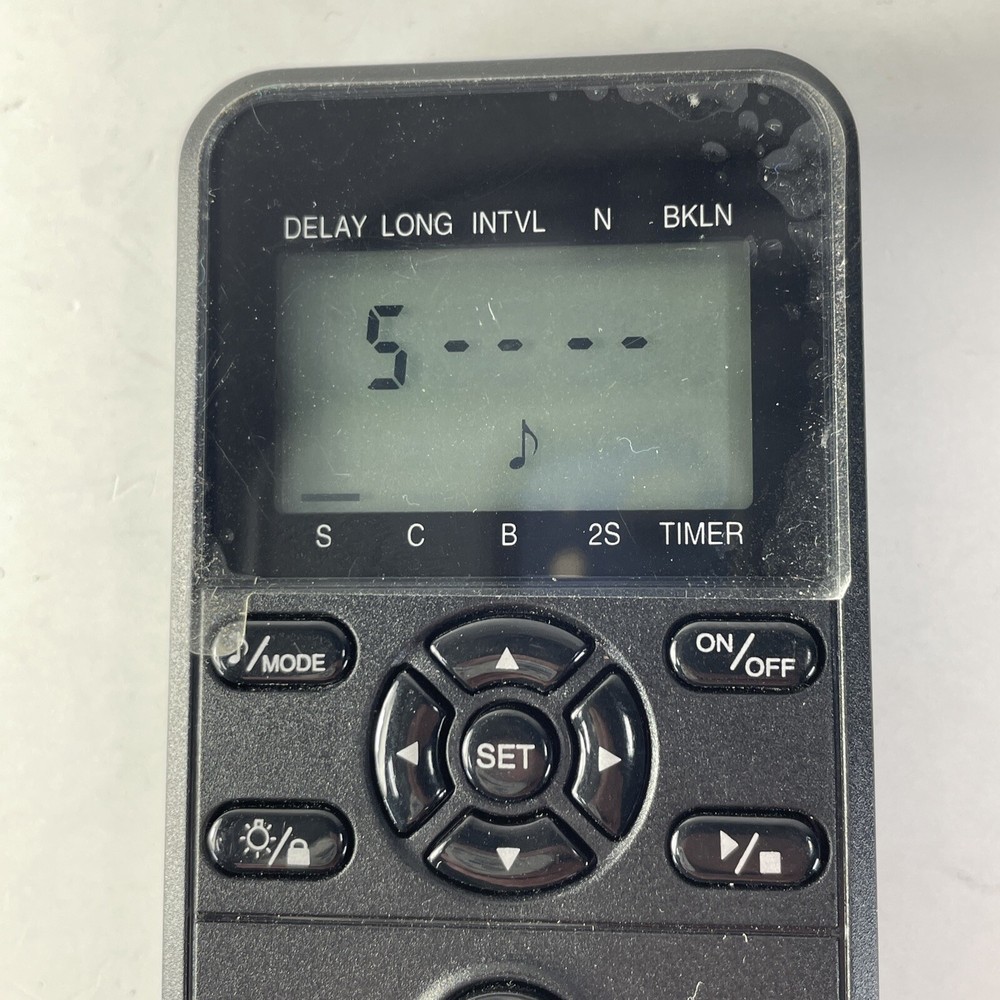 DELAY LONG INTVL N BKLN
S -- --
♪
S C B 2S TIMER
♪/MODE
ON/OFF
SET